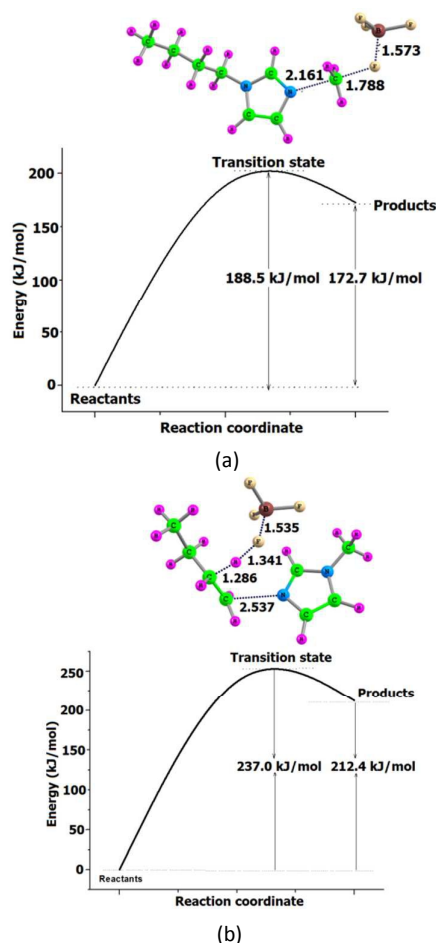 1.573
2.161
1.788
Transition state
200
Products
150
Energy (kJ/mol)
188.5 kJ/mol 172.7 kJ/mol
100
50
0
Reactants
Reaction coordinate
(a)
1.535
1.341
1.286
2.537
Transition state
250
Products
200
Energy (kJ/mol)
150
237.0 kJ/mol 212.4 kJ/mol
100
50
0
Reactants
Reaction coordinate
(b)